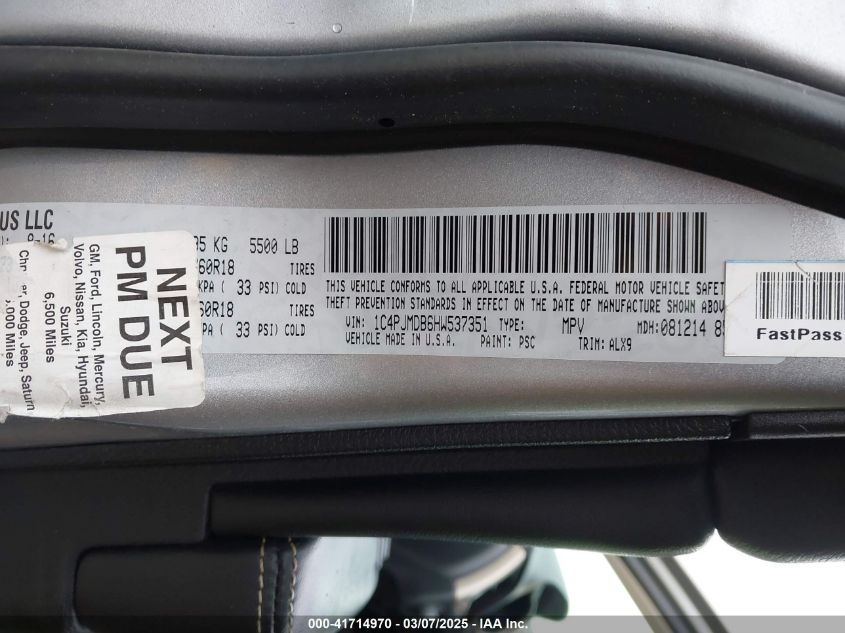 US LLC
5500 LB
60R18 TIRES
KPA ( 33 PSI) COLD
60R18 TIRES
PA ( 33 PSI) COLD
THIS VEHICLE CONFORMS TO ALL APPLICABLE U.S.A. FEDERAL MOTOR VEHICLE SAFET
THEFT PREVENTION STANDARDS IN EFFECT ON THE DATE OF MANUFACTURE SHOWN ABOV
VIN: 1C4PJMDB6HW537351 TYPE: MPV MDH: 081214
VEHICLE MADE IN U.S.A. PAINT: PSC TRIM: ALX9
NEXT
PM DUE
GM, Ford, Lincoln, Mercury,
Volvo, Nissan, Kia, Hyundai,
Suzuki
6,500 Miles
Dodge, Jeep, Saturn
,000 Miles
FastPass
000-41714970 - 03/07/2025 - IAA Inc.